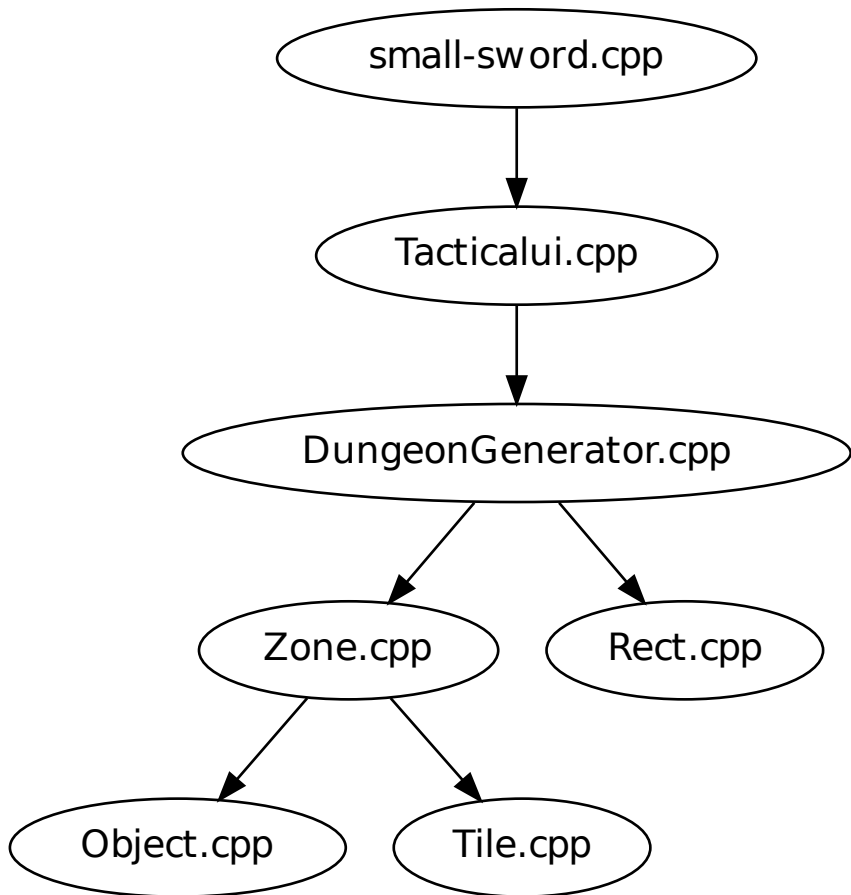 small-sword.cpp
Tacticalui.cpp
DungeonGenerator.cpp
Zone.cpp
Rect.cpp
Object.cpp
Tile.cpp